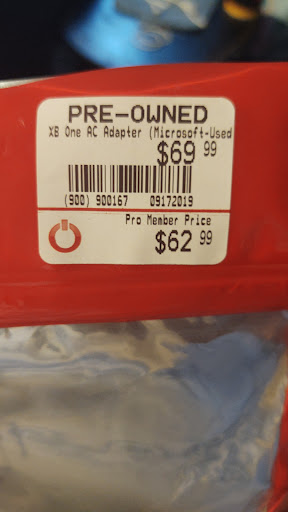 PRE-OWNED
XB One AC Adapter (Microsoft-Used
$69 99
(900) 900167 09172019
Pro Member Price
$62 99